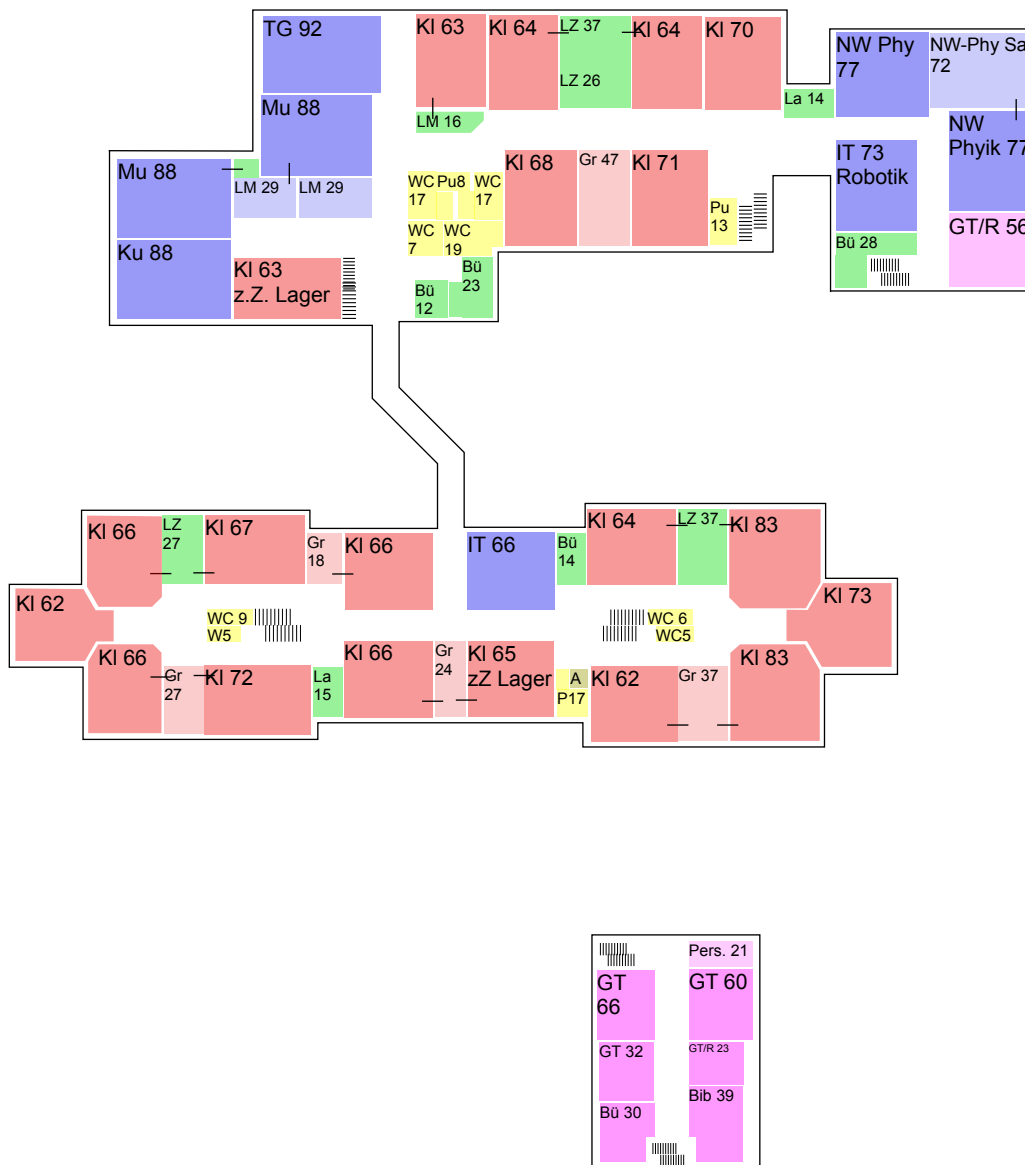 TG 92
Kl 63
Kl 64
LZ 37
LZ 26
Kl 64
Kl 70
NW Phy
77
NW-Phy Sa
72
La 14
Mu 88
LM 16
NW
Phyik 77
IT 73
Robotik
Mu 88
LM 29
LM 29
WC
17
Pu8
WC
17
Kl 68
Gr 47
Kl 71
Pu
13
GT/R 56
Ku 88
Kl 63
z.Z. Lager
WC
7
WC
19
Bü
23
Bü
12
Bü 28
Kl 66
LZ
27
Kl 67
Gr
18
Kl 66
IT 66
Bü
14
Kl 64
LZ 37
Kl 83
Kl 62
WC 9
W5
WC 6
WC5
Kl 73
Kl 66
Gr
27
Kl 72
La
15
Kl 66
Gr
24
Kl 65
zZ Lager
A
P17
Kl 62
Gr 37
Kl 83
Pers. 21
GT
66
GT 60
GT 32
GT/R 23
Bü 30
Bib 39